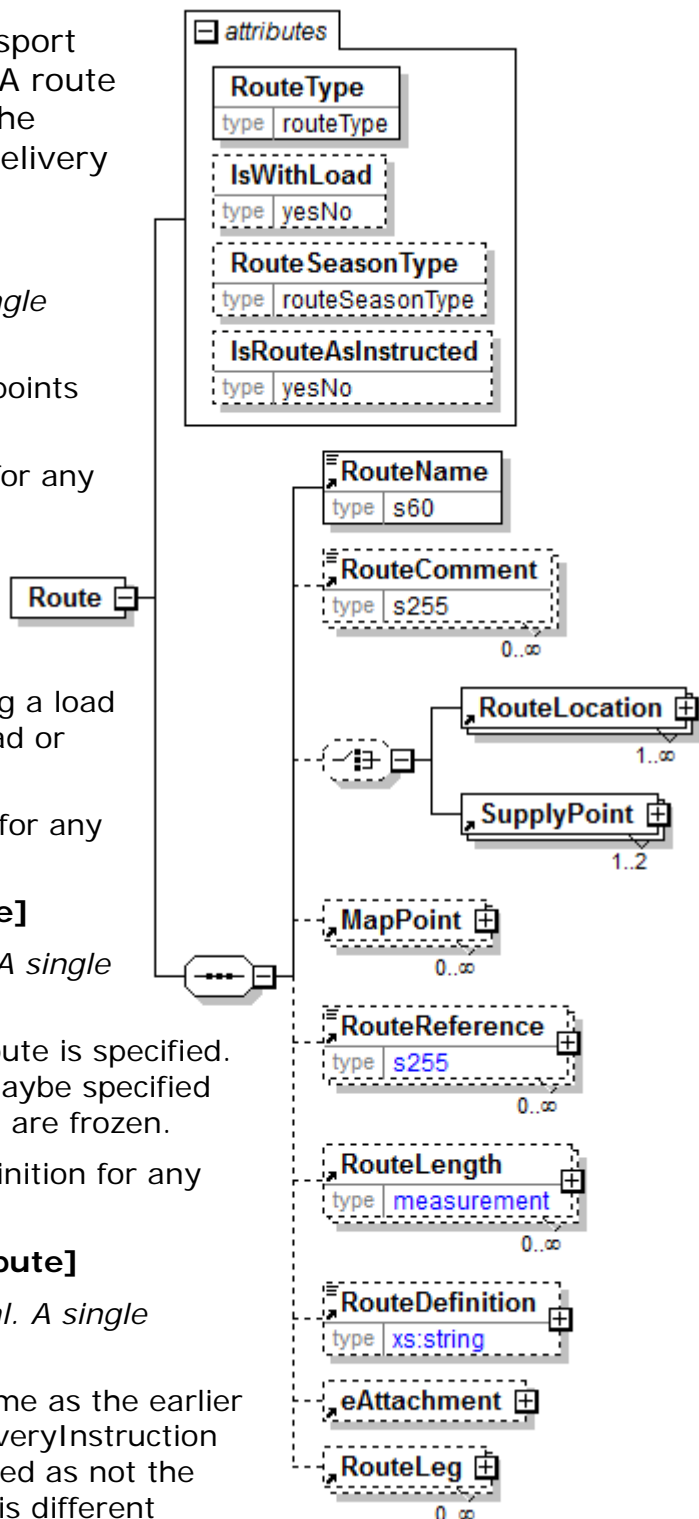 sport
A route
he
elivery
ngle
points
for any
g a load
ad or
for any
e]
A single
oute is specified.
maybe specified
are frozen.
inition for any
oute]
al. A single
me as the earlier
veryInstruction
ed as not the
is different
attributes
RouteType
type routeType
IsWithLoad
type yesNo
RouteSeasonType
type routeSeasonType
IsRouteAsInstructed
type yesNo
Route
RouteName
type s60
RouteComment
type s255
0..∞
RouteLocation
1..∞
SupplyPoint
1..2
MapPoint
0..∞
RouteReference
type s255
0..∞
RouteLength
type measurement
0..∞
RouteDefinition
type xs:string
eAttachment
RouteLeg
0..∞